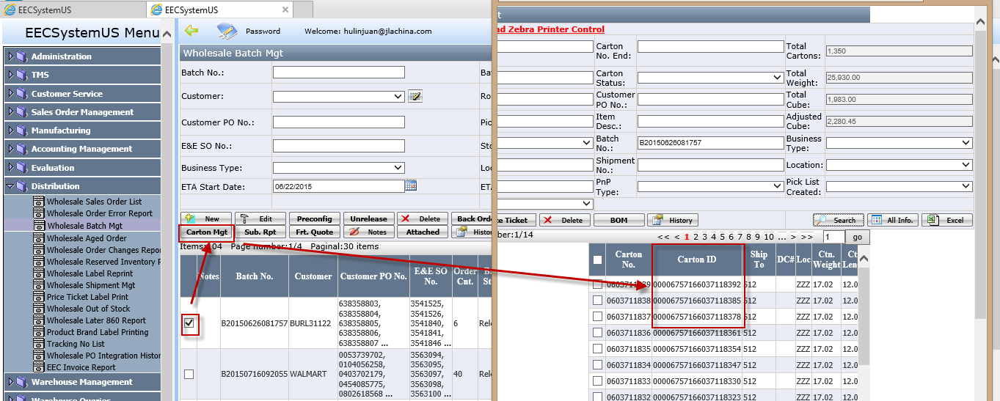 EECSystemUS
EECSystemUS
EECSystemUS Menu
Administration
TMS
Customer Service
Sales Order Management
Manufacturing
Accounting Management
Evaluation
Distribution
Wholesale Sales Order List
Wholesale Order Error Report
Wholesale Batch Mgt
Wholesale Aged Order
Wholesale Order Changes Repor
Wholesale Reserved Inventory R
Wholesale Label Reprint
Wholesale Shipment Mgt
Price Ticket Label Print
Wholesale Out of Stock
Wholesale Later 860 Report
Product Brand Label Printing
Tracking No List
Wholesale PO Integration Histor
EEC Invoice Report
Warehouse Management
Warehouse Queries
Password Welcome: hulinjuan@jlachina.com
Wholesale Batch Mgt
Batch No.: Bat
Customer: Ro
Customer PO No.: Pic
E&E SO No.: Sto
Business Type: Loc
ETA Start Date: 06/22/2015 ETA
New Edit Preconfig Unrelease Delete Back Orde
Carton Mgt Sub. Rpt Frt. Quote Notes Attached Histor
Items:104 Page number:1/4 Paginal:30 items
Notes Batch No. Customer Customer PO No. E&E SO No. Order Cnt. B St
B20150626081757 BURL31122 6 Rele
638358803, 3541525,
638358804, 3541526,
638358805, 3541840,
638358806, 3541841,
638358807 ... 3541846 ...
B20150716092055 WALMART 40 Rele
0053739702, 3563094,
0104056258, 3563095,
0403702179, 3563097,
0454085775, 3563098,
0802618568 ... 3563100 ...
t
ad Zebra Printer Control
Carton No. End: Total Cartons: 1,350
Carton Status: Total Weight: 25,930.00
Customer PO No.: Total Cube: 1,983.00
Item Desc.: Adjusted Cube: 2,280.45
Batch No.: B20150626081757 Business Type:
Shipment No.: Location:
PnP Type: Pick List Created:
ce Ticket Delete BOM History Search All Info. Excel
mber:1/14 << < 1 2 3 4 5 6 7 8 9 10 ... > >> 1 go
Carton No. Carton ID Ship To DC# Loc Ctn. Weight Ct Len
0603711839 00006757166037118392 512 ZZZ 17.02 12.0
0603711838 00006757166037118385 512 ZZZ 17.02 12.0
0603711837 00006757166037118378 512 ZZZ 17.02 12.0
0603711836 00006757166037118361 512 ZZZ 17.02 12.0
0603711835 00006757166037118354 512 ZZZ 17.02 12.0
0603711834 00006757166037118347 512 ZZZ 17.02 12.0
0603711833 00006757166037118330 512 ZZZ 17.02 12.0
0603711832 00006757166037118323 512 ZZZ 17.02 12.0